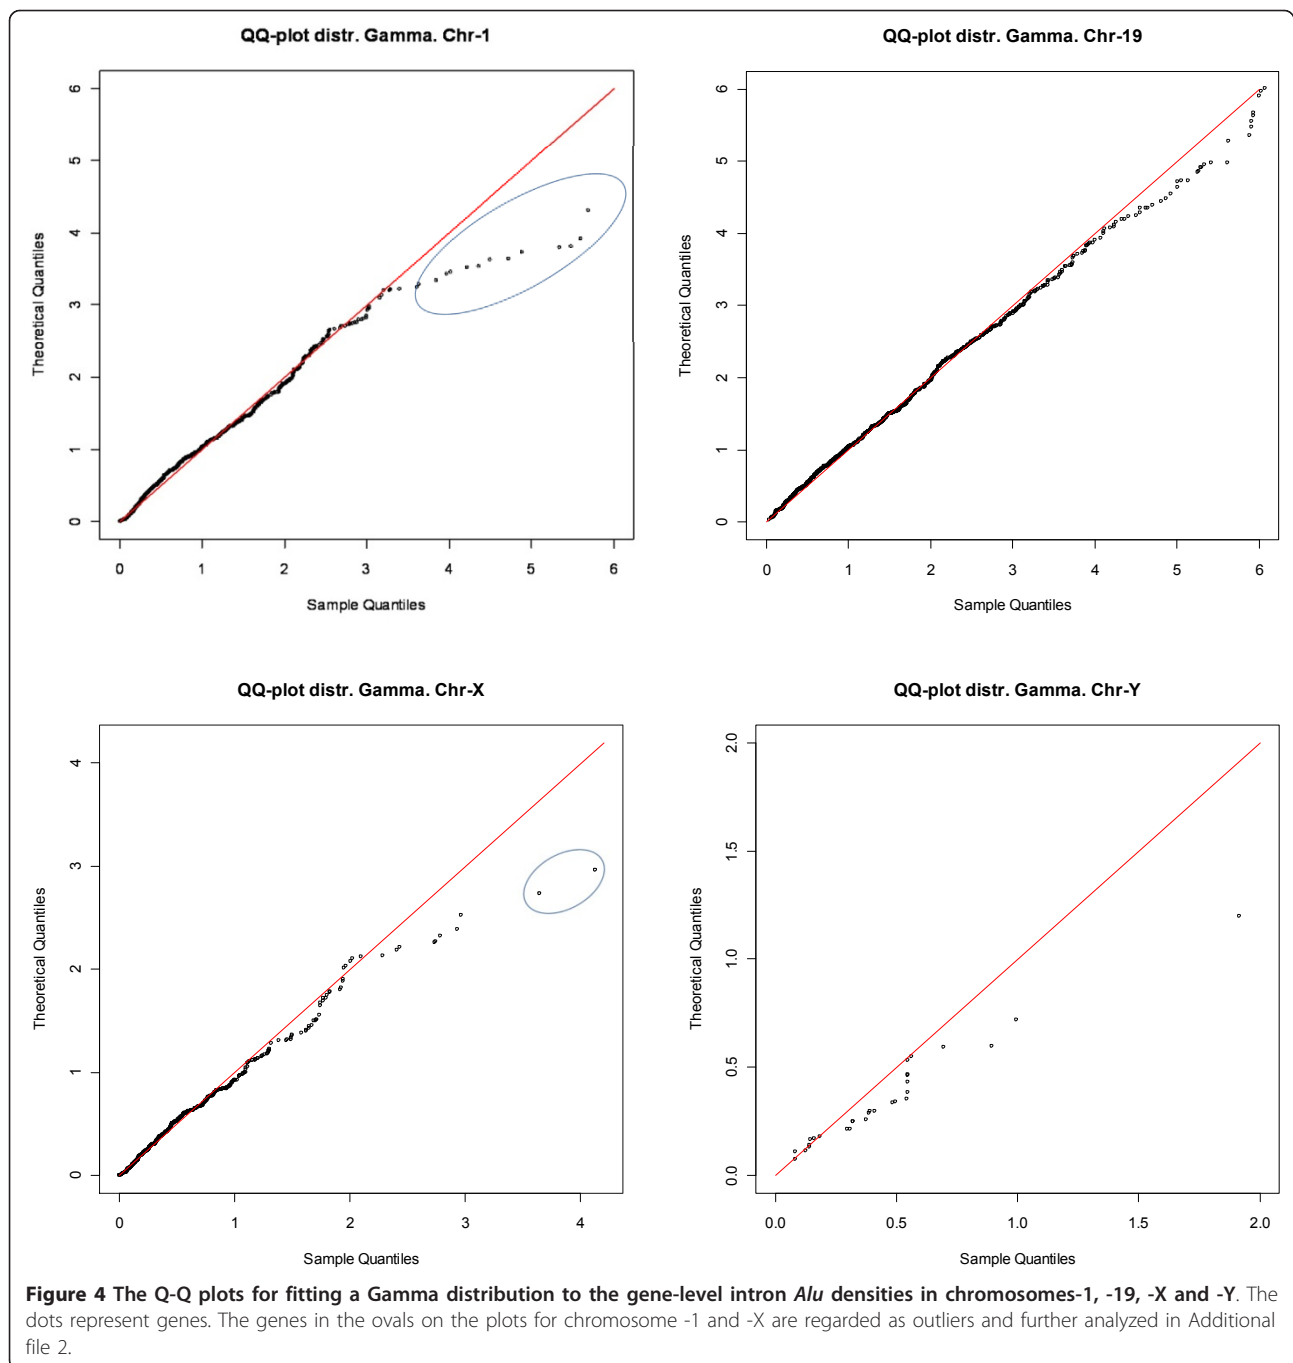 QQ-plot distr. Gamma. Chr-1
Theoretical Quantiles
6
5
4
3
2
1
0
0 1 2 3 4 5 6
Sample Quantiles
QQ-plot distr. Gamma. Chr-19
Theoretical Quantiles
6
5
4
3
2
1
0
0 1 2 3 4 5 6
Sample Quantiles
QQ-plot distr. Gamma. Chr-X
Theoretical Quantiles
4
3
2
1
0
0 1 2 3 4
Sample Quantiles
QQ-plot distr. Gamma. Chr-Y
Theoretical Quantiles
2.0
1.5
1.0
0.5
0.0
0.0 0.5 1.0 1.5 2.0
Sample Quantiles
Figure 4 The Q-Q plots for fitting a Gamma distribution to the gene-level intron Alu densities in chromosomes-1, -19, -X and -Y. The
dots represent genes. The genes in the ovals on the plots for chromosome -1 and -X are regarded as outliers and further analyzed in Additional
file 2.